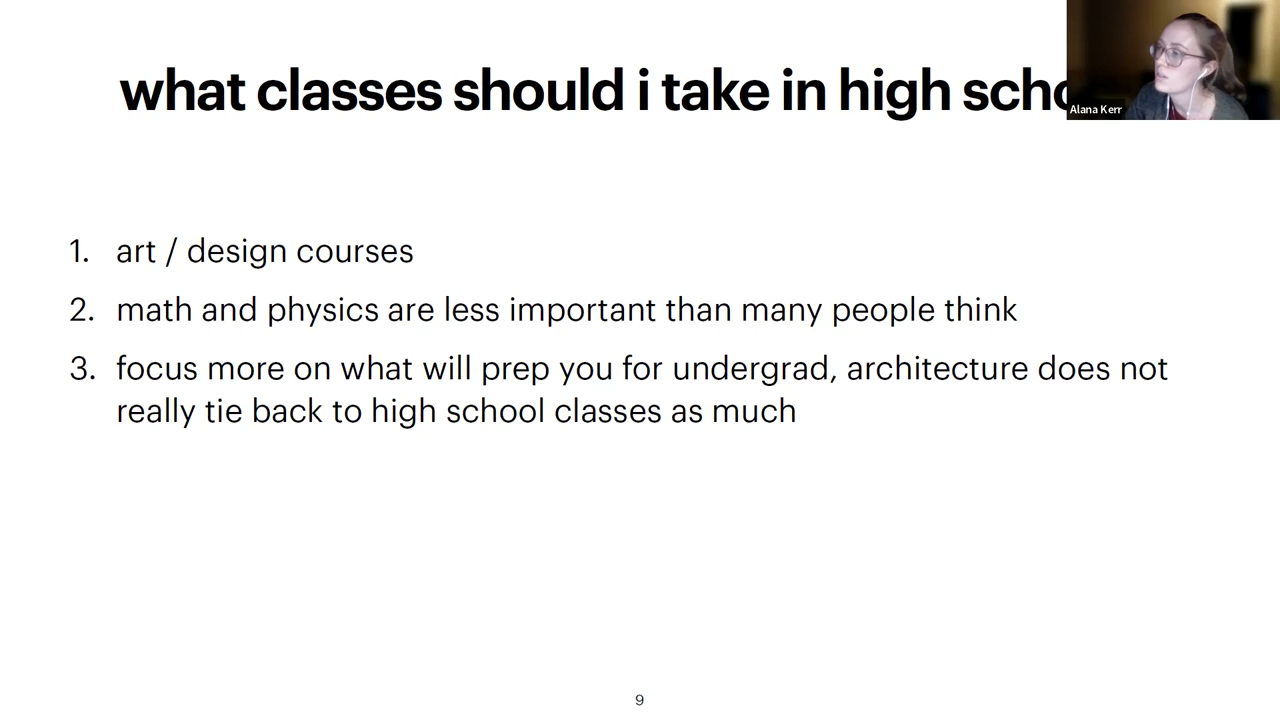 what classes should i take in high scho
Alana Kerr
1. art / design courses
2. math and physics are less important than many people think
3. focus more on what will prep you for undergrad, architecture does not
really tie back to high school classes as much
9